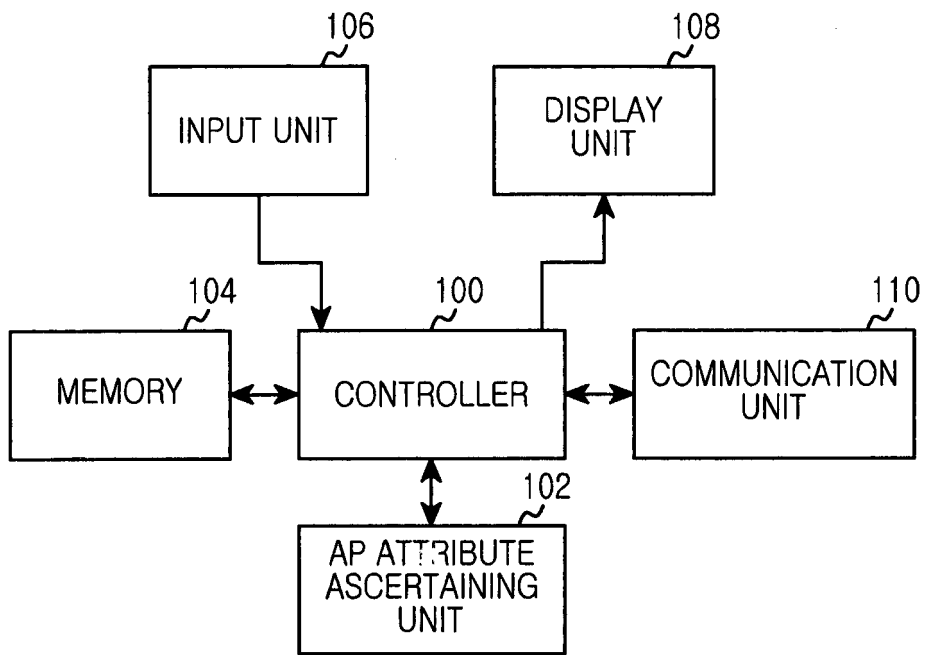 106
INPUT UNIT
108
DISPLAY
UNIT
104
MEMORY
100
CONTROLLER
110
COMMUNICATION
UNIT
102
AP ATTRIBUTE
ASCERTAINING
UNIT